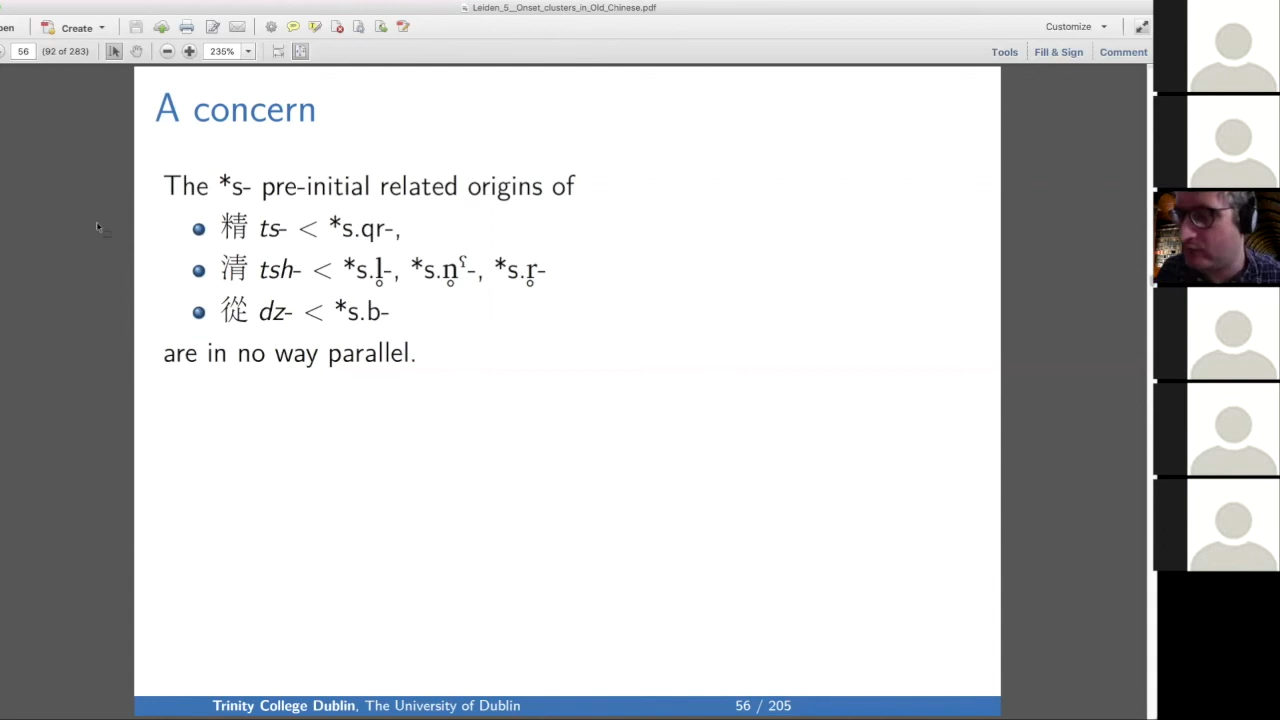 Leiden_5__Onset_clusters_in_Old_Chinese.pdf
pen
Create
Customize
56
(92 of 283)
235%
Tools
Fill & Sign
Comment
A concern
The *s- pre-initial related origins of
精 ts- < *s.qr-,
清 tsh- < *s.l̥-, *s.n̥ˤ-, *s.r̥-
從 dz- < *s.b-
are in no way parallel.
Trinity College Dublin, The University of Dublin
56 / 205